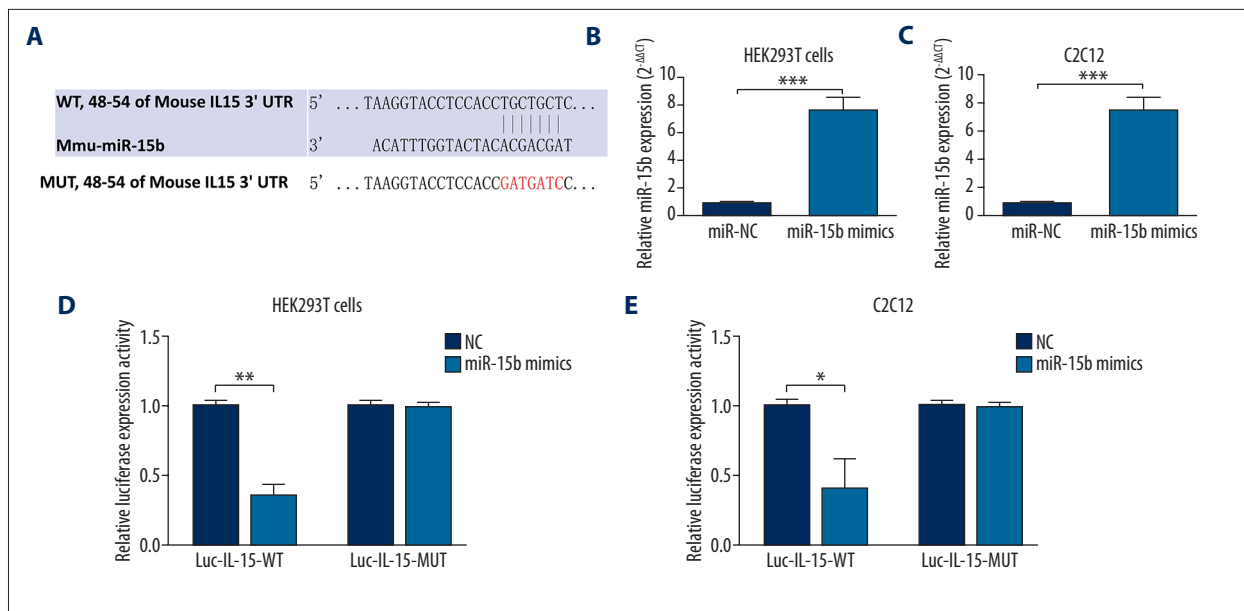 A
WT, 48-54 of Mouse IL15 3' UTR 5' ...TAAGGTACCTCCACCTGCTGCTC...
Mmu-miR-15b 3' ACATTTGGTACTACACGACGAT
MUT, 48-54 of Mouse IL15 3' UTR 5' ...TAAGGTACCTCCACCGATGATCC...
B
HEK293T cells
Relative miR-15b expression (2^-ΔΔCT)
10
8
6
4
2
0
***
miR-NC miR-15b mimics
C
C2C12
Relative miR-15b expression (2^-ΔΔCT)
10
8
6
4
2
0
***
miR-NC miR-15b mimics
D
HEK293T cells
Relative luciferase expression activity
1.5
1.0
0.5
0.0
**
NC
miR-15b mimics
Luc-IL-15-WT Luc-IL-15-MUT
E
C2C12
Relative luciferase expression activity
1.5
1.0
0.5
0.0
*
NC
miR-15b mimics
Luc-IL-15-WT Luc-IL-15-MUT